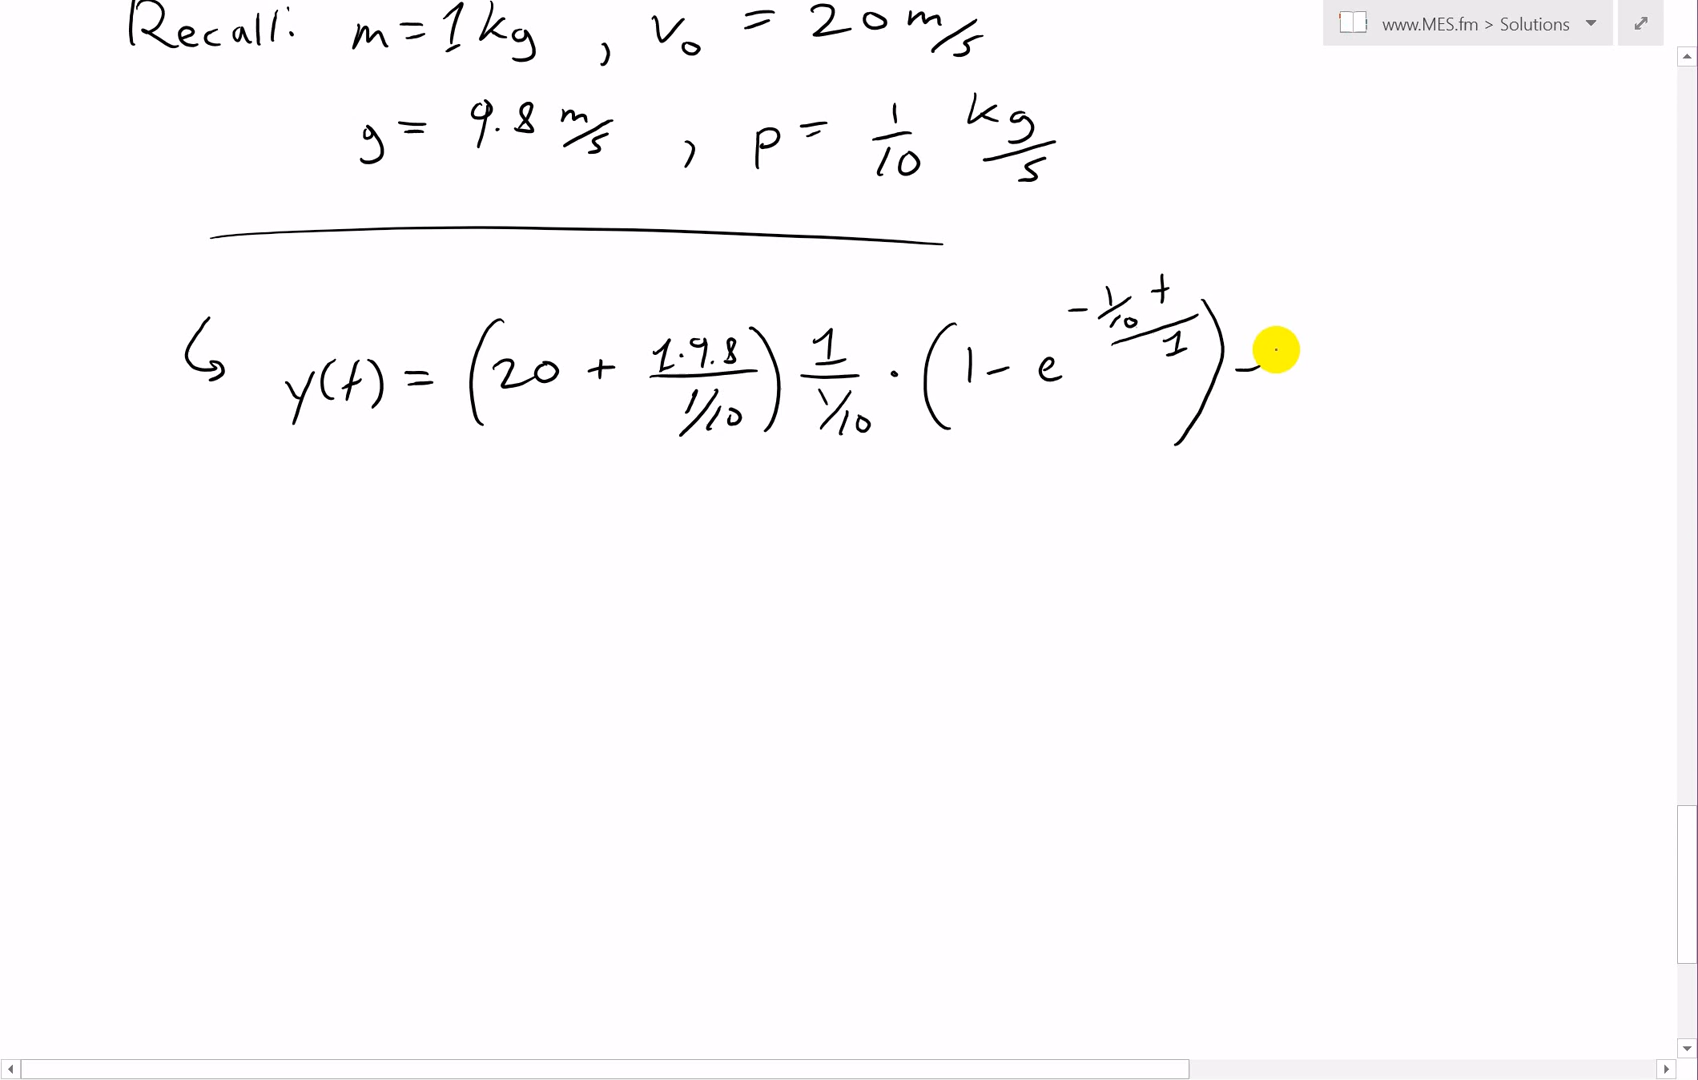 www.MES.fm > Solutions
Recall: m = 1 kg , v₀ = 20 m/s
g = 9.8 m/s , p = 1/10 kg/s
y(t) = (20 + (1·9.8)/(1/10)) 1/(1/10) · (1 - e^(-(1/10 t)/1)) -